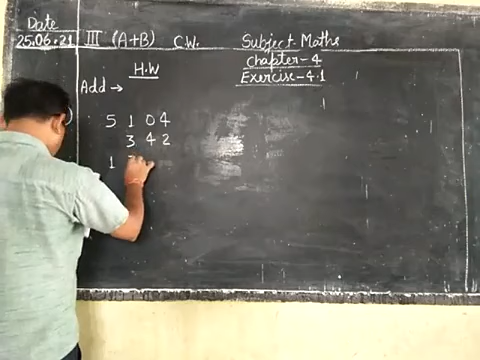 Date
25.06.21 III (A+B) C.W. Subject-Maths
Chapter-4
H.W
Exercise-4.1
Add →
)
5 1 0 4
3 4 2
1